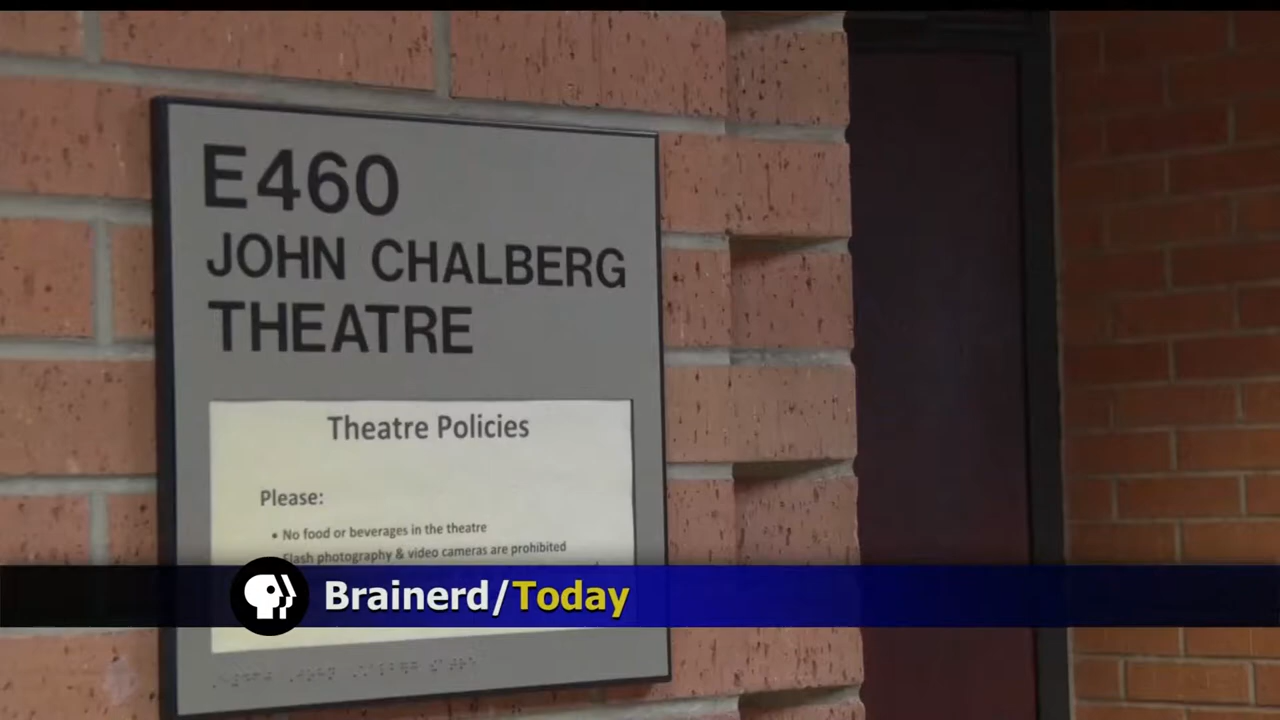 E460
JOHN CHALBERG
THEATRE
Theatre Policies
Please:
• No food or beverages in the theatre
Flash photography & video cameras are prohibited
Brainerd/Today